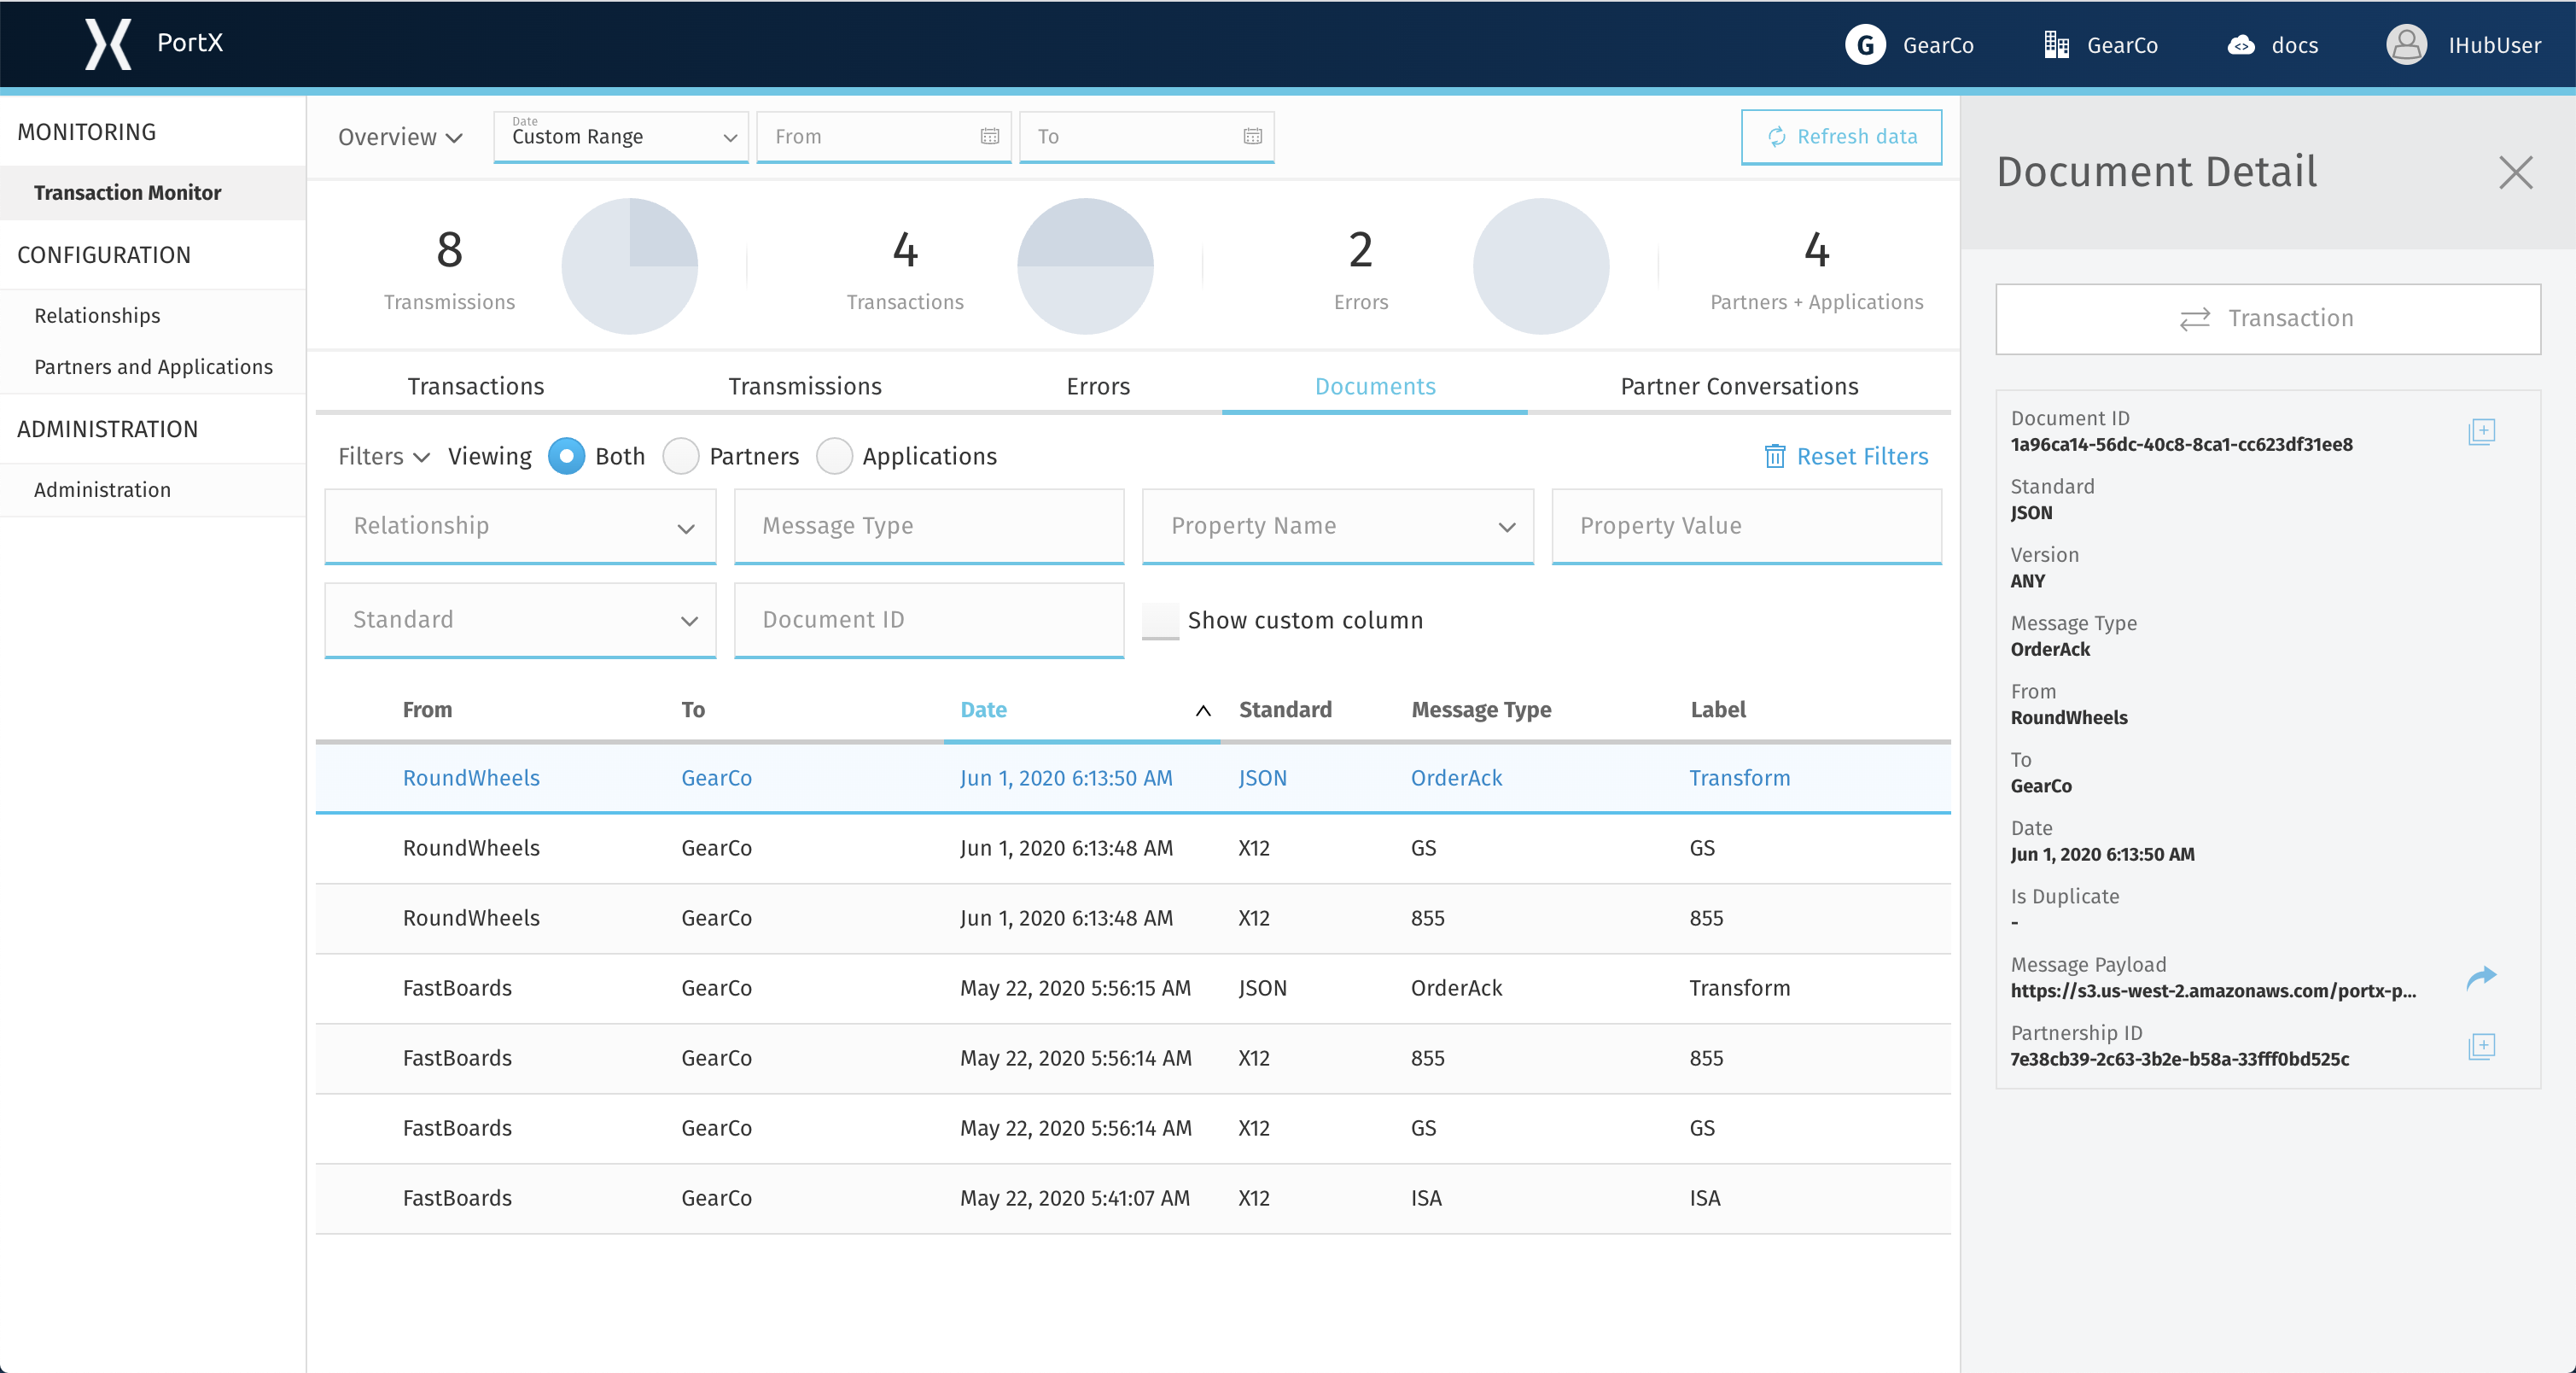 PortX
G GearCo
GearCo
docs
IHubUser
MONITORING
Transaction Monitor
CONFIGURATION
Relationships
Partners and Applications
ADMINISTRATION
Administration
Overview
Date
Custom Range
From
To
Refresh data
8
Transmissions
4
Transactions
2
Errors
4
Partners + Applications
Transactions Transmissions Errors Documents Partner Conversations
Filters Viewing Both Partners Applications Reset Filters
Relationship Message Type Property Name Property Value
Standard Document ID Show custom column
From To Date Standard Message Type Label
RoundWheels GearCo Jun 1, 2020 6:13:50 AM JSON OrderAck Transform
RoundWheels GearCo Jun 1, 2020 6:13:48 AM X12 GS GS
RoundWheels GearCo Jun 1, 2020 6:13:48 AM X12 855 855
FastBoards GearCo May 22, 2020 5:56:15 AM JSON OrderAck Transform
FastBoards GearCo May 22, 2020 5:56:14 AM X12 855 855
FastBoards GearCo May 22, 2020 5:56:14 AM X12 GS GS
FastBoards GearCo May 22, 2020 5:41:07 AM X12 ISA ISA
Document Detail
Transaction
Document ID
1a96ca14-56dc-40c8-8ca1-cc623df31ee8
Standard
JSON
Version
ANY
Message Type
OrderAck
From
RoundWheels
To
GearCo
Date
Jun 1, 2020 6:13:50 AM
Is Duplicate
-
Message Payload
https://s3.us-west-2.amazonaws.com/portx-p...
Partnership ID
7e38cb39-2c63-3b2e-b58a-33fff0bd525c